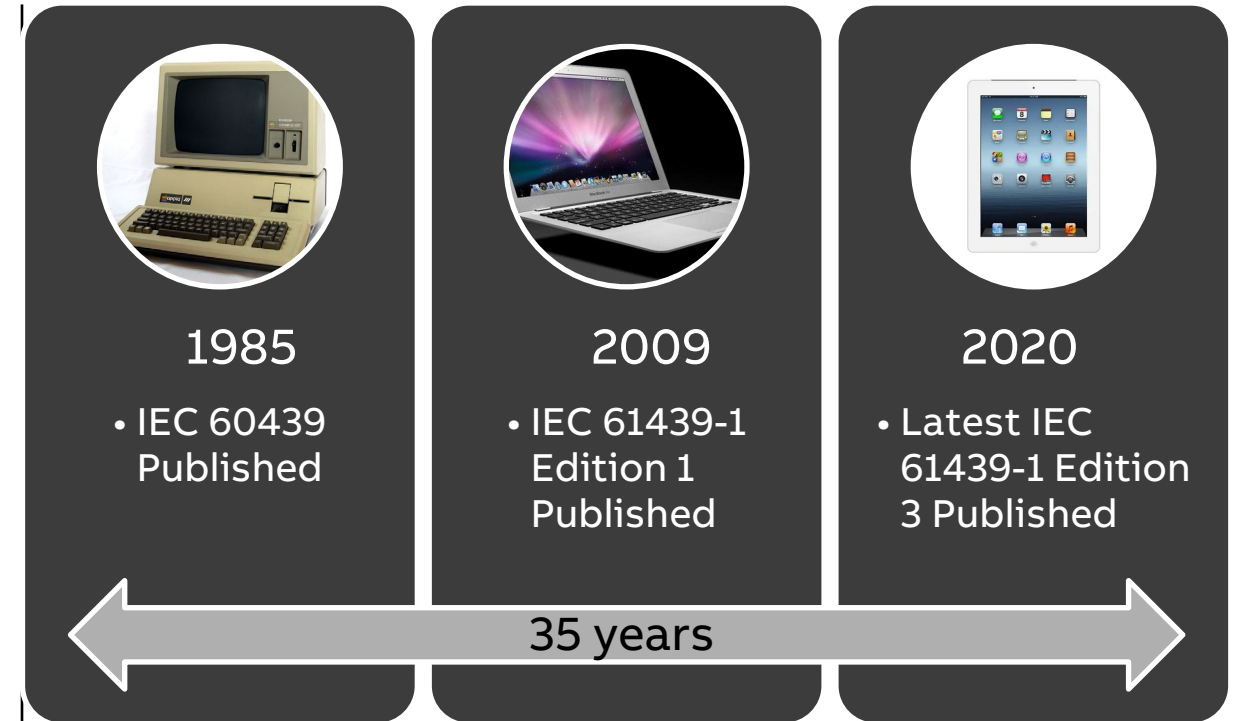 1985
• IEC 60439
Published
2009
• IEC 61439-1
Edition 1
Published
2020
• Latest IEC
61439-1 Edition
3 Published
35 years